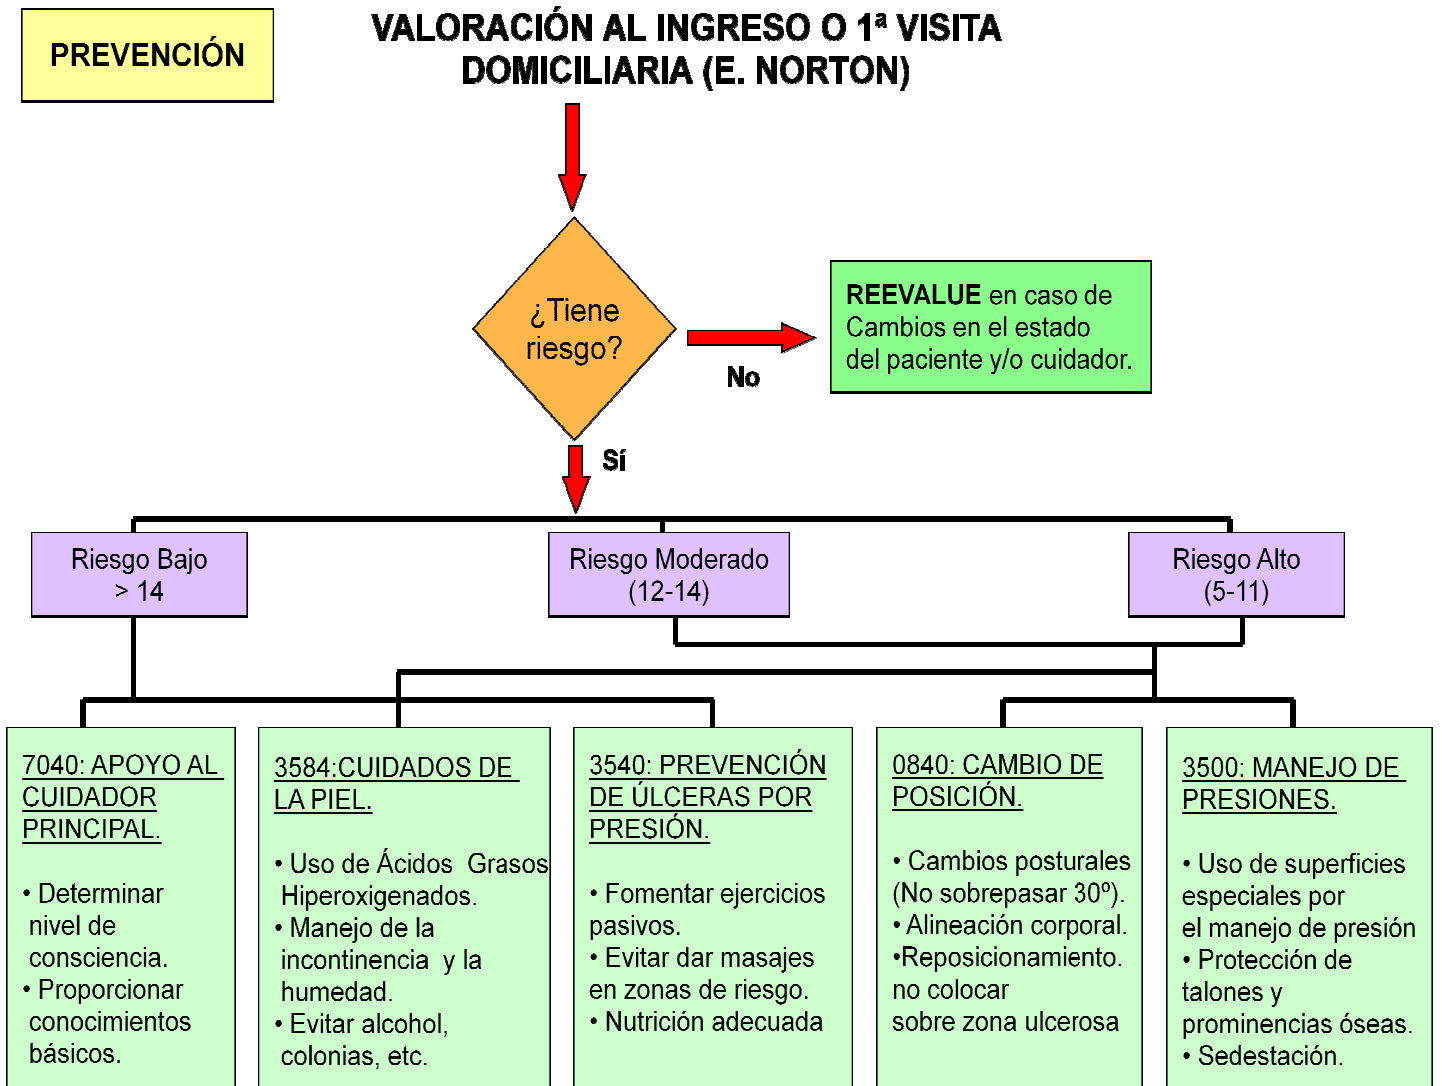 PREVENCIÓN
VALORACIÓN AL INGRESO O 1ª VISITA
DOMICILIARIA (E. NORTON)
¿Tiene
riesgo?
No
REEVALUE en caso de
Cambios en el estado
del paciente y/o cuidador.
Sí
Riesgo Bajo
> 14
Riesgo Moderado
(12-14)
Riesgo Alto
(5-11)
7040: APOYO AL
CUIDADOR
PRINCIPAL.
• Determinar
nivel de
consciencia.
• Proporcionar
conocimientos
básicos.
3584:CUIDADOS DE
LA PIEL.
• Uso de Ácidos Grasos
Hiperoxigenados.
• Manejo de la
incontinencia y la
humedad.
• Evitar alcohol,
colonias, etc.
3540: PREVENCIÓN
DE ÚLCERAS POR
PRESIÓN.
• Fomentar ejercicios
pasivos.
• Evitar dar masajes
en zonas de riesgo.
• Nutrición adecuada
0840: CAMBIO DE
POSICIÓN.
• Cambios posturales
(No sobrepasar 30º).
• Alineación corporal.
•Reposicionamiento.
no colocar
sobre zona ulcerosa
3500: MANEJO DE
PRESIONES.
• Uso de superficies
especiales por
el manejo de presión
• Protección de
talones y
prominencias óseas.
• Sedestación.